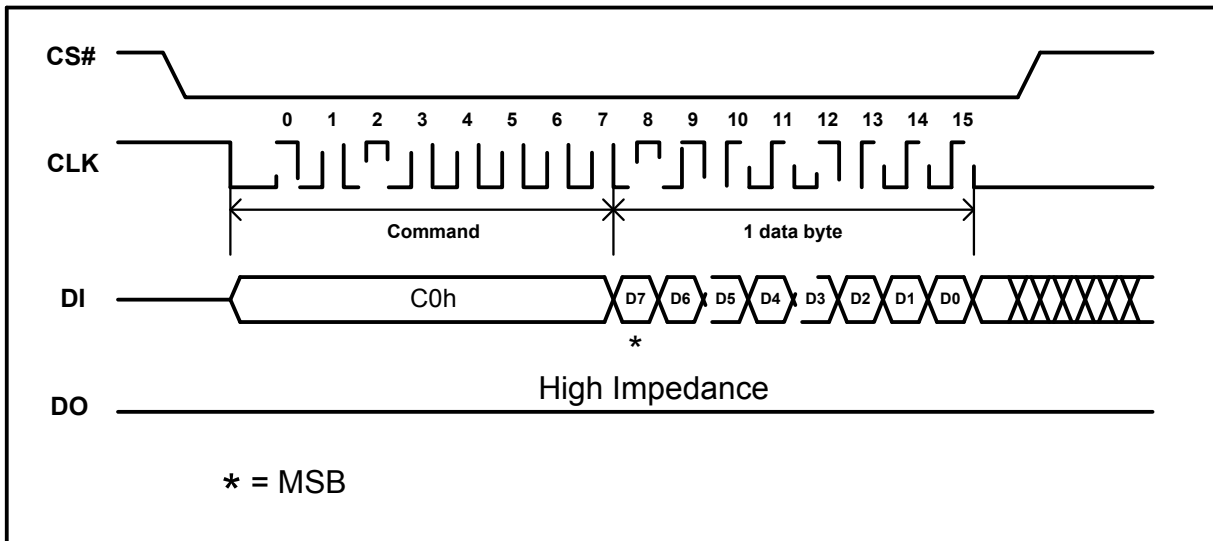 CS#
0 1 2 3 4 5 6 7 8 9 10 11 12 13 14 15
CLK
Command 1 data byte
DI C0h D7 D6 D5 D4 D3 D2 D1 D0
*
High Impedance
DO
* = MSB